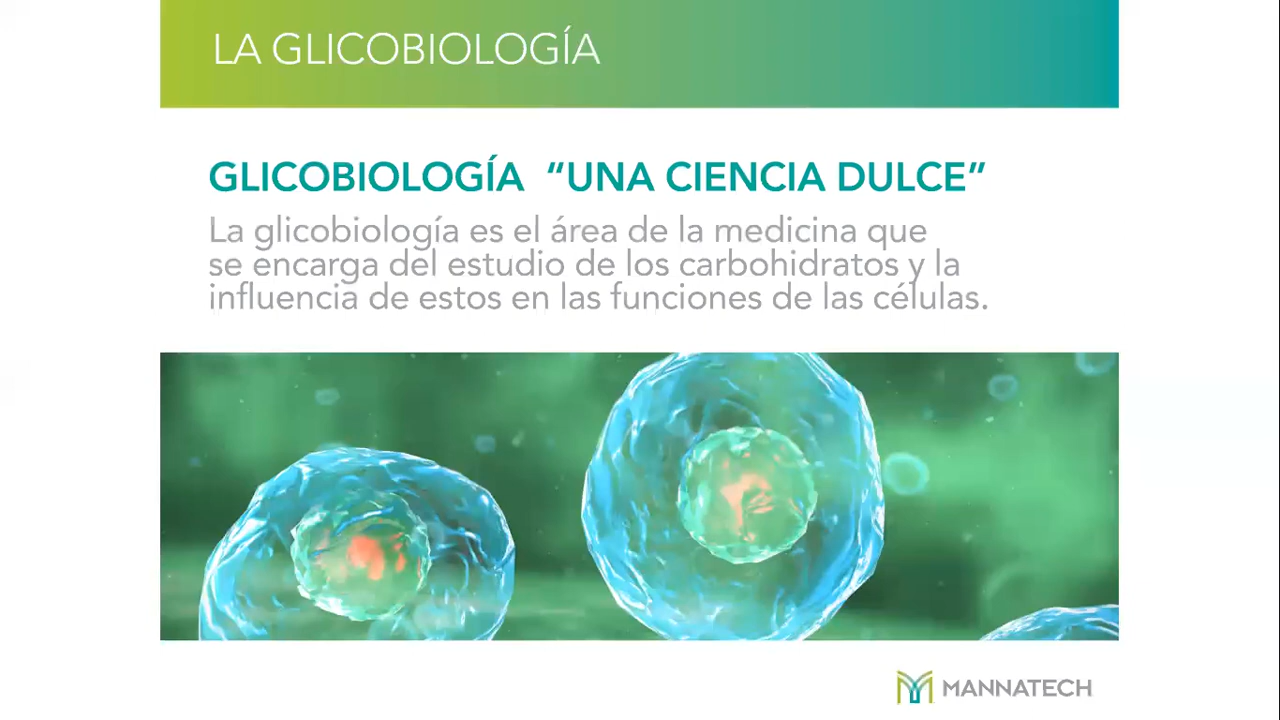 LA GLICOBIOLOGÍA
GLICOBIOLOGÍA “UNA CIENCIA DULCE”
La glicobiología es el área de la medicina que
se encarga del estudio de los carbohidratos y la
influencia de estos en las funciones de las células.
MANNATECH